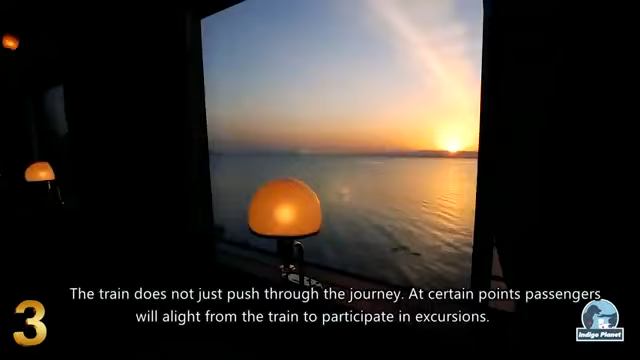 The train does not just push through the journey. At certain points passengers
will alight from the train to participate in excursions.
3
Indigo Planet